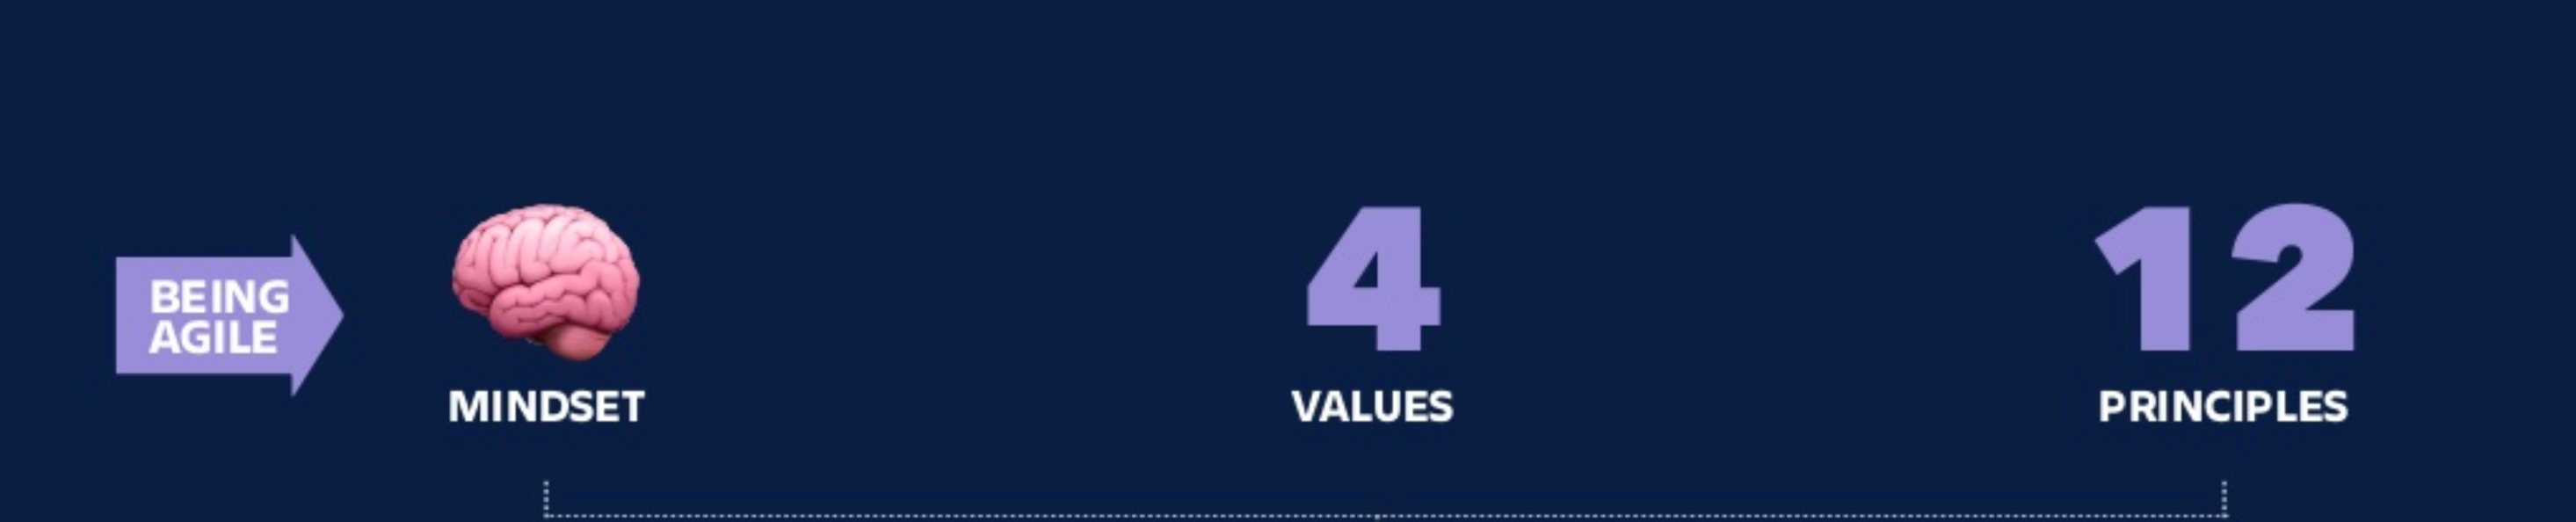 BEING
AGILE
MINDSET
4
VALUES
12
PRINCIPLES